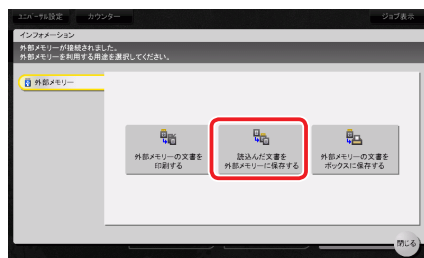 ユニバーサル設定 カウンター ジョブ表示
インフォメーション
外部メモリーが接続されました。
外部メモリーを利用する用途を選択してください。
外部メモリー
外部メモリーの文書を
印刷する
読込んだ文書を
外部メモリーに保存する
外部メモリーの文書を
ボックスに保存する
閉じる